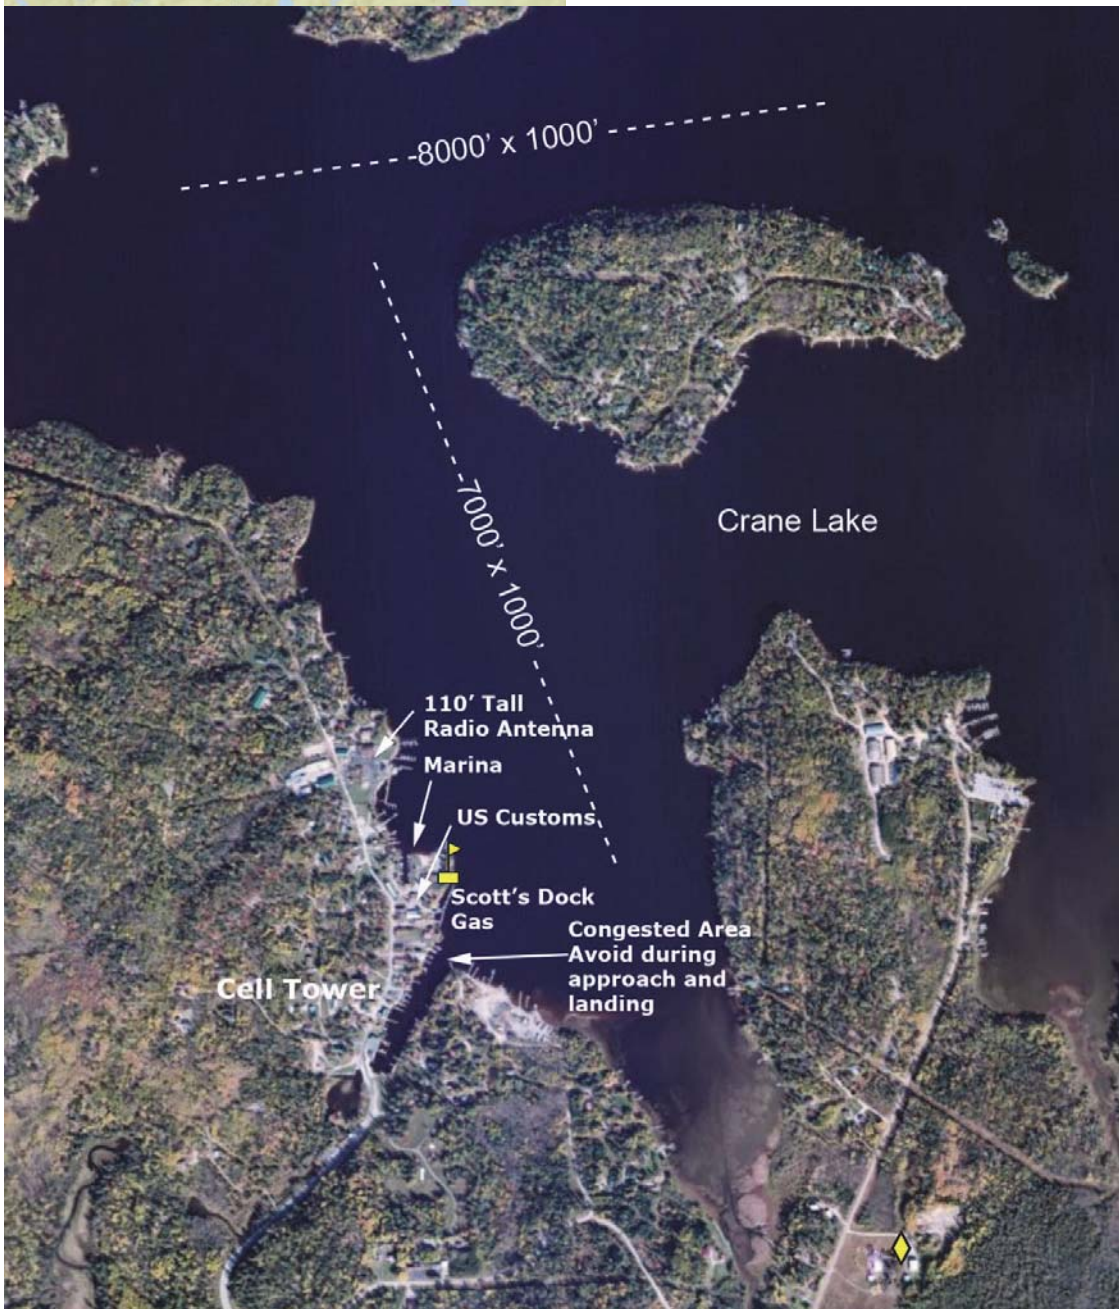 8000' x 1000'
7000' x 1000'
Crane Lake
110' Tall
Radio Antenna
Marina
US Customs
Scott's Dock
Gas
Congested Area
Avoid during
approach and
landing
Cell Tower